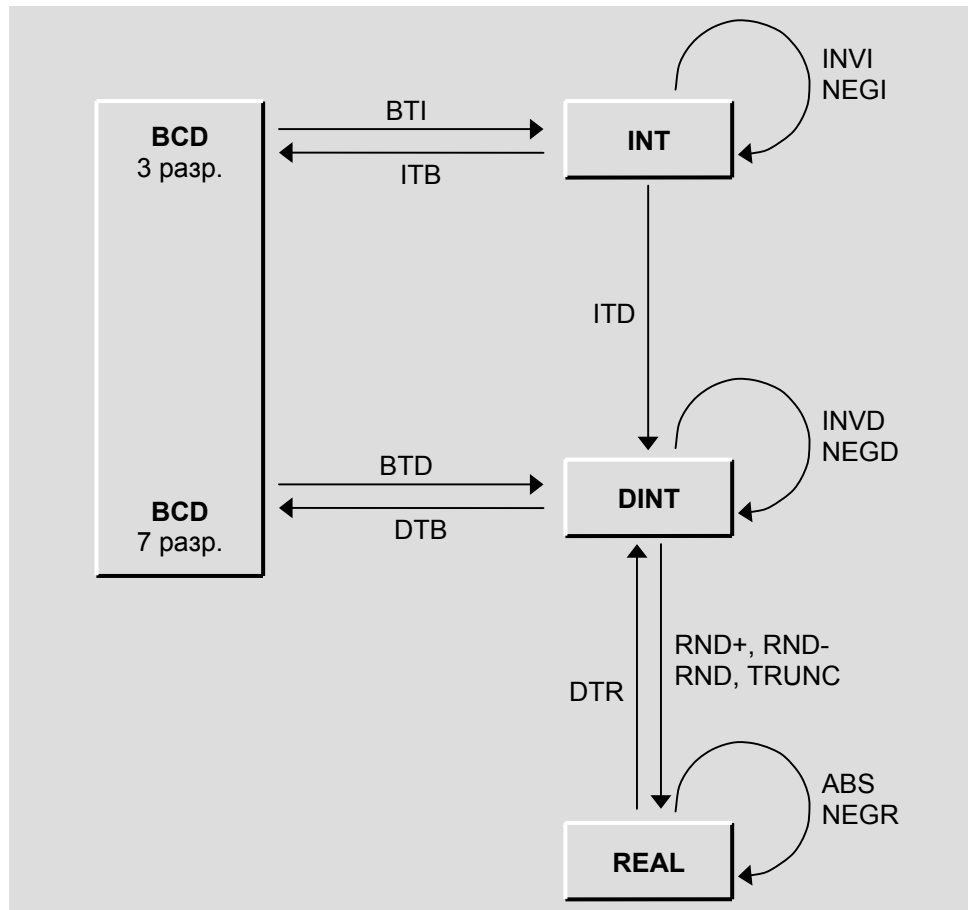 INVI
NEGI
BCD
3 разр.
BTI
ITB
INT
ITD
INVD
NEGD
BCD
7 разр.
BTD
DTB
DINT
RND+, RND-
RND, TRUNC
DTR
ABS
NEGR
REAL